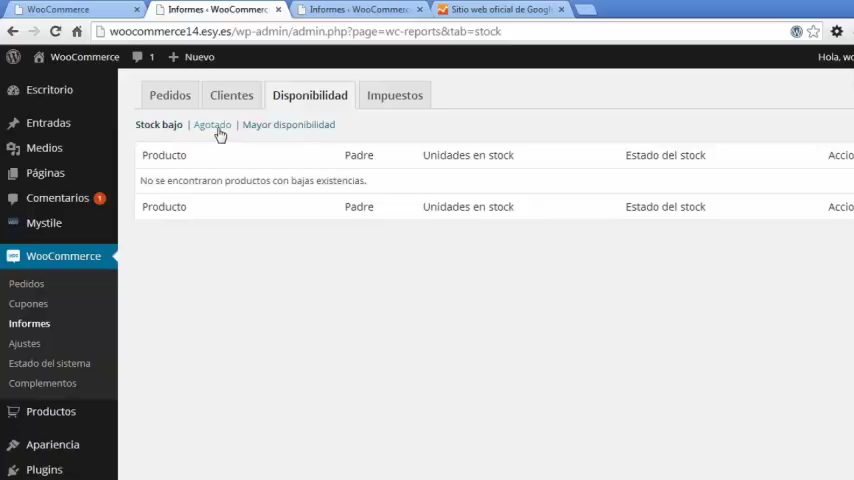 WooCommerce
Informes ‹ WooCommerc
Informes ‹ WooCommerc
Sitio web oficial de Google
woocommerce14.esy.es/wp-admin/admin.php?page=wc-reports&tab=stock
WooCommerce 1 + Nuevo
Hola, wo
Escritorio
Entradas
Medios
Páginas
Comentarios 1
Mystile
WooCommerce
Pedidos
Cupones
Informes
Ajustes
Estado del sistema
Complementos
Productos
Apariencia
Plugins
Pedidos Clientes Disponibilidad Impuestos
Stock bajo | Agotado | Mayor disponibilidad
Producto Padre Unidades en stock Estado del stock Accio
No se encontraron productos con bajas existencias.
Producto Padre Unidades en stock Estado del stock Accio